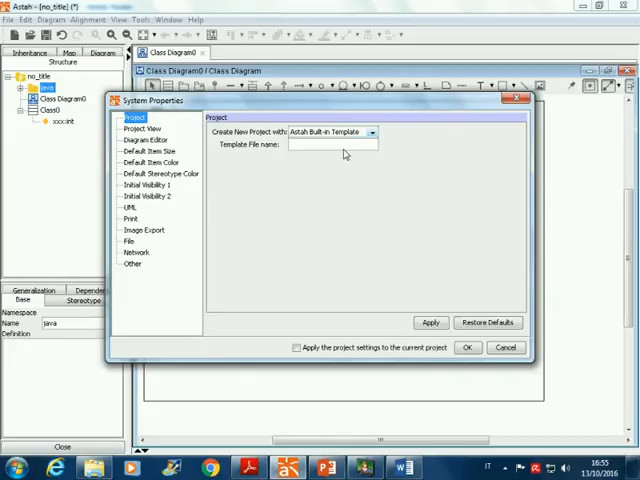 Astah - [no_title] (*)
File Edit Diagram Alignment View Tools Window Help
Inheritance Map Diagram
Structure
no_title
java
Class Diagram0
Class0
xxx:int
Class Diagram0
Class Diagram0 / Class Diagram
System Properties
Project
Project View
Diagram Editor
Default Item Size
Default Item Color
Default Stereotype Color
Initial Visibility 1
Initial Visibility 2
UML
Print
Image Export
File
Network
Other
Project
Create New Project with: Astah Built-in Template
Template File name:
Apply Restore Defaults
Apply the project settings to the current project OK Cancel
Generalization Depende
Base Stereotype
Namespace
Name java
Definition
Close
IT 16:55
13/10/2016